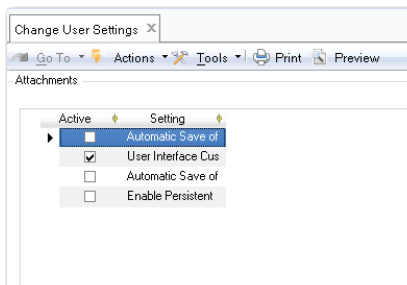 Change User Settings X
Go To Actions Tools Print Preview
Attachments
Active Setting
Automatic Save of
User Interface Cus
Automatic Save of
Enable Persistent